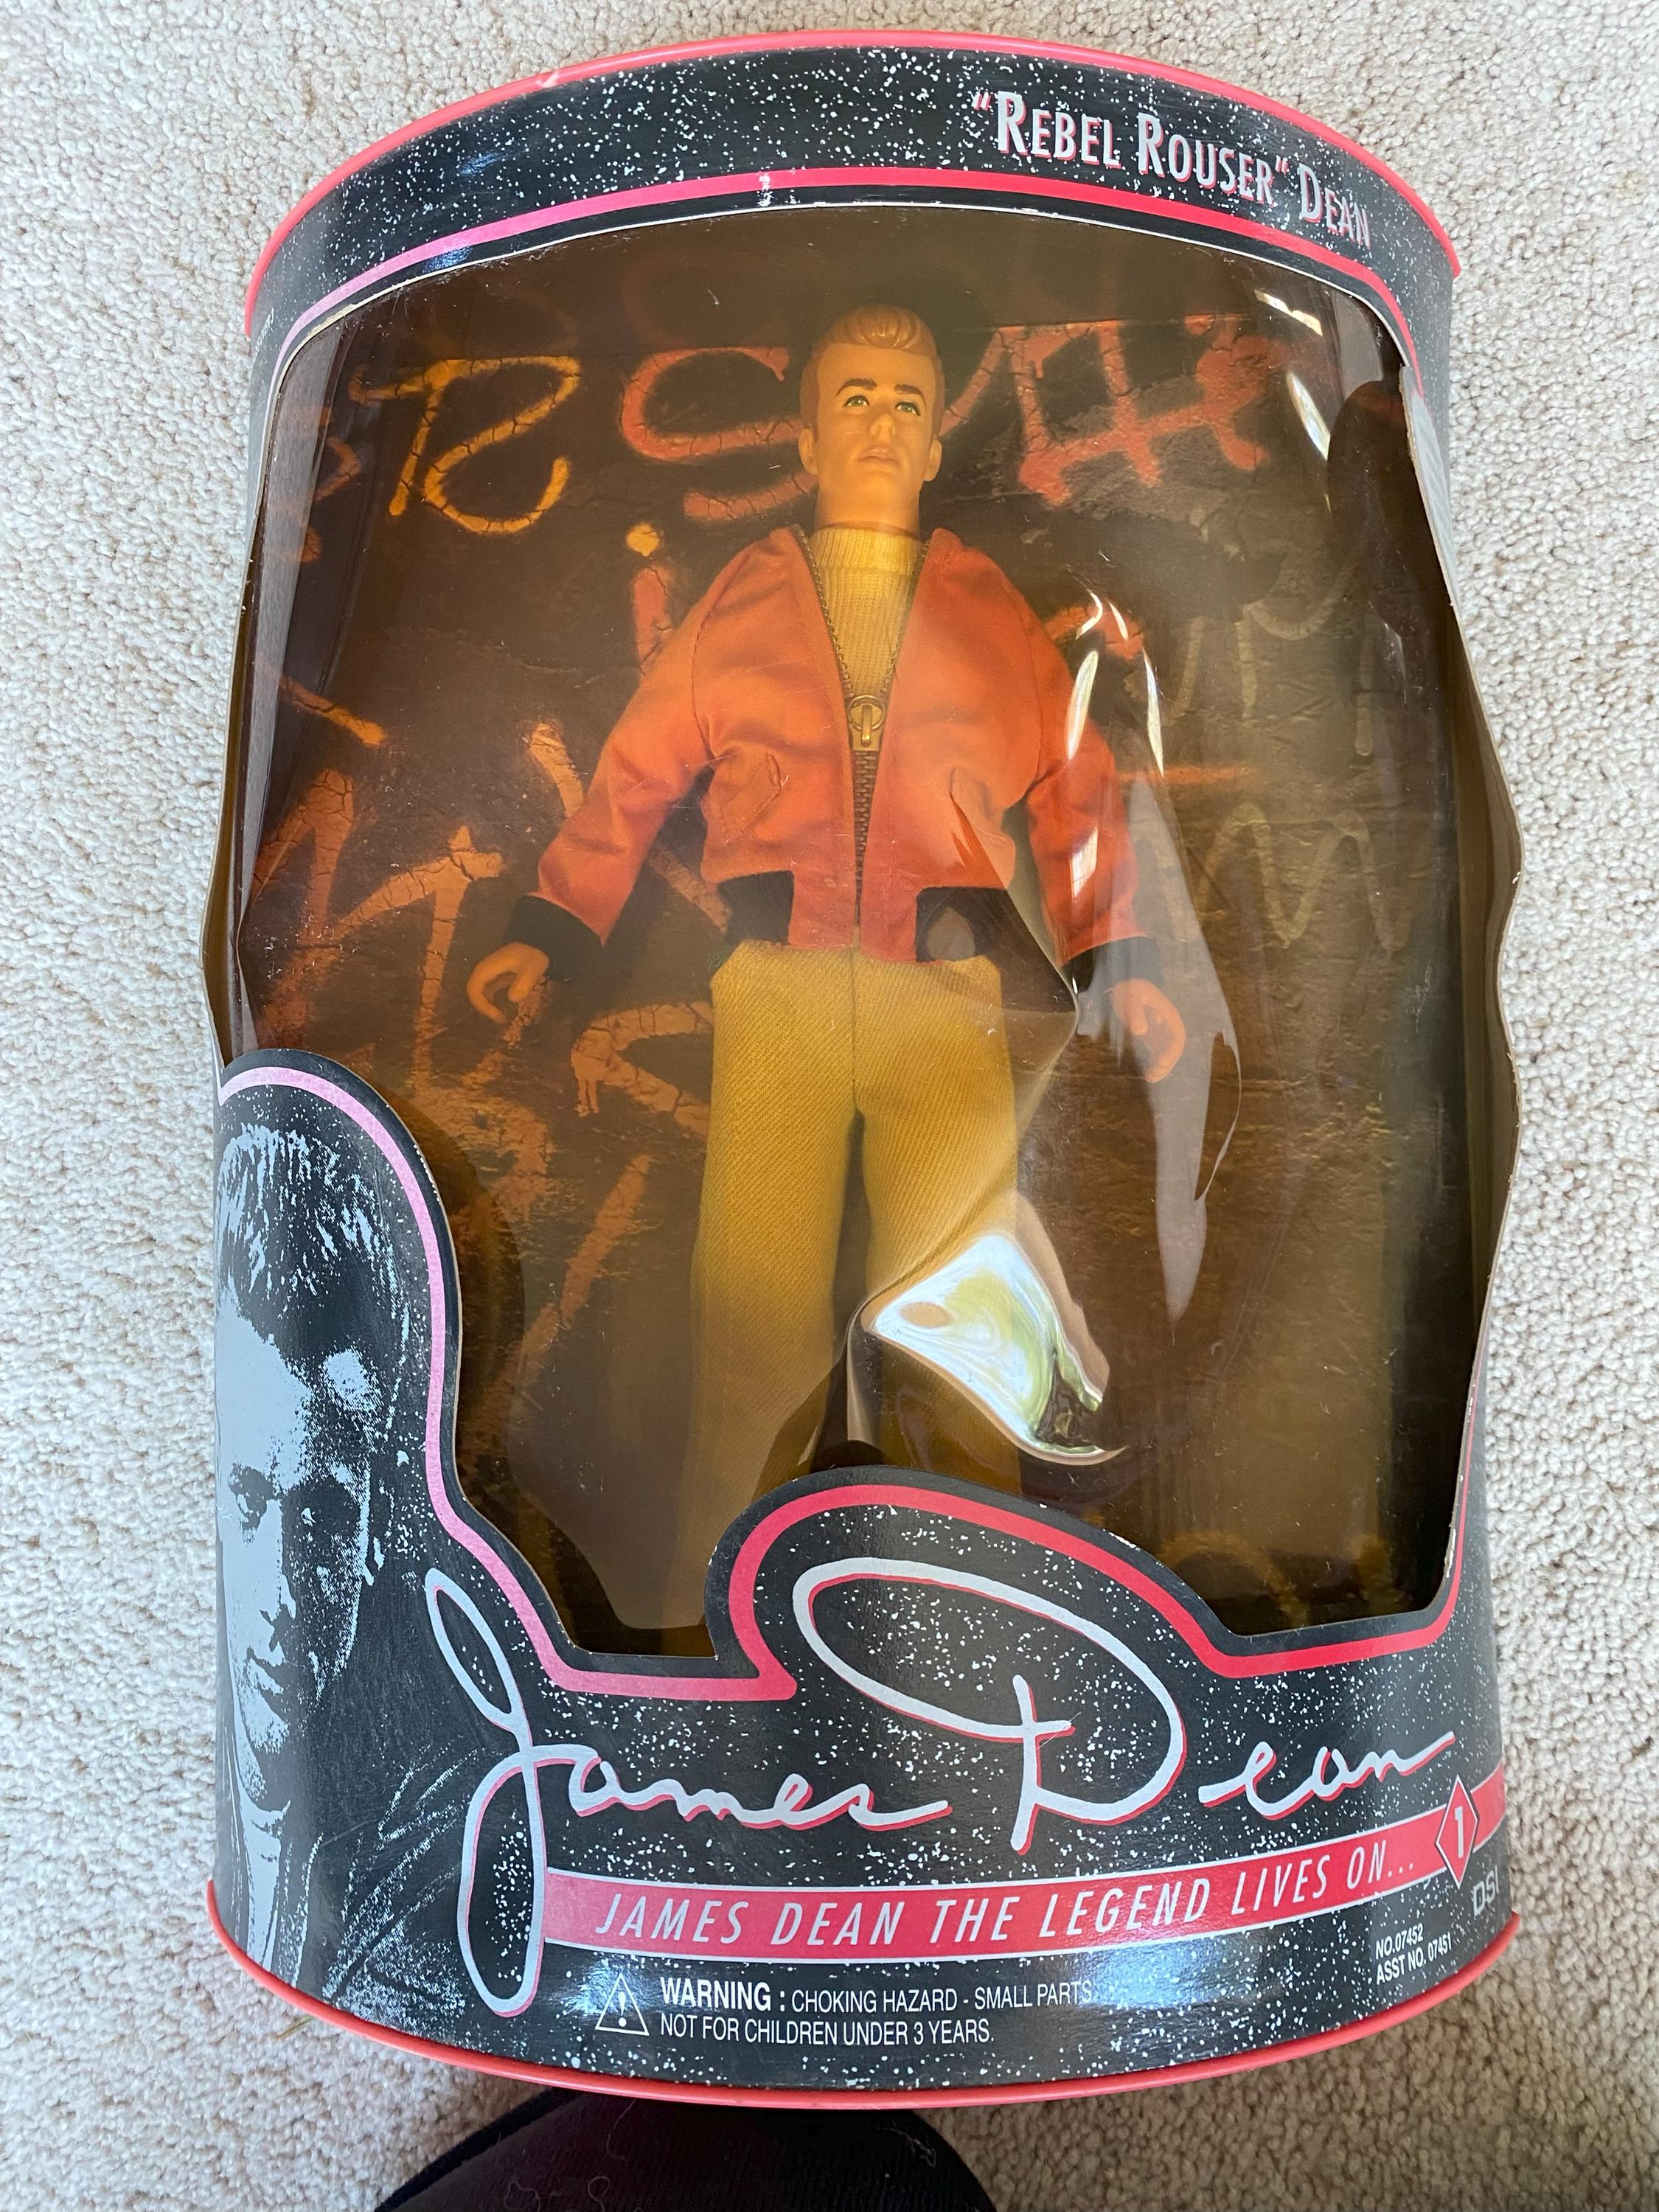 "REBEL ROUSER" DEAN
James Dean
JAMES DEAN THE LEGEND LIVES ON... 1
DSI
NO.07452
ASST NO. 07451
WARNING : CHOKING HAZARD - SMALL PARTS.
NOT FOR CHILDREN UNDER 3 YEARS.